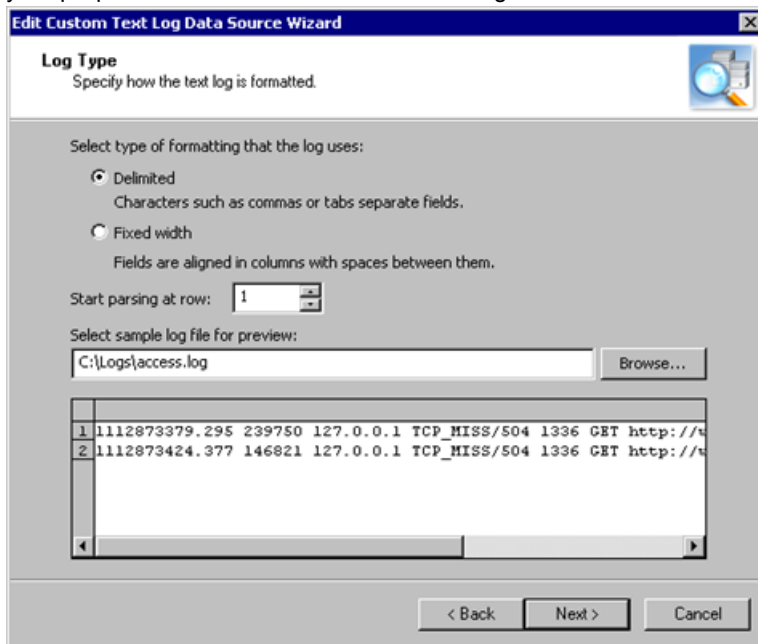 Edit Custom Text Log Data Source Wizard
Log Type
Specify how the text log is formatted.
Select type of formatting that the log uses:
Delimited
Characters such as commas or tabs separate fields.
Fixed width
Fields are aligned in columns with spaces between them.
Start parsing at row: 1
Select sample log file for preview:
C:\Logs\access.log Browse...
1 1112873379.295 239750 127.0.0.1 TCP_MISS/504 1336 GET http://w
2 1112873424.377 146821 127.0.0.1 TCP_MISS/504 1336 GET http://w
< Back Next > Cancel